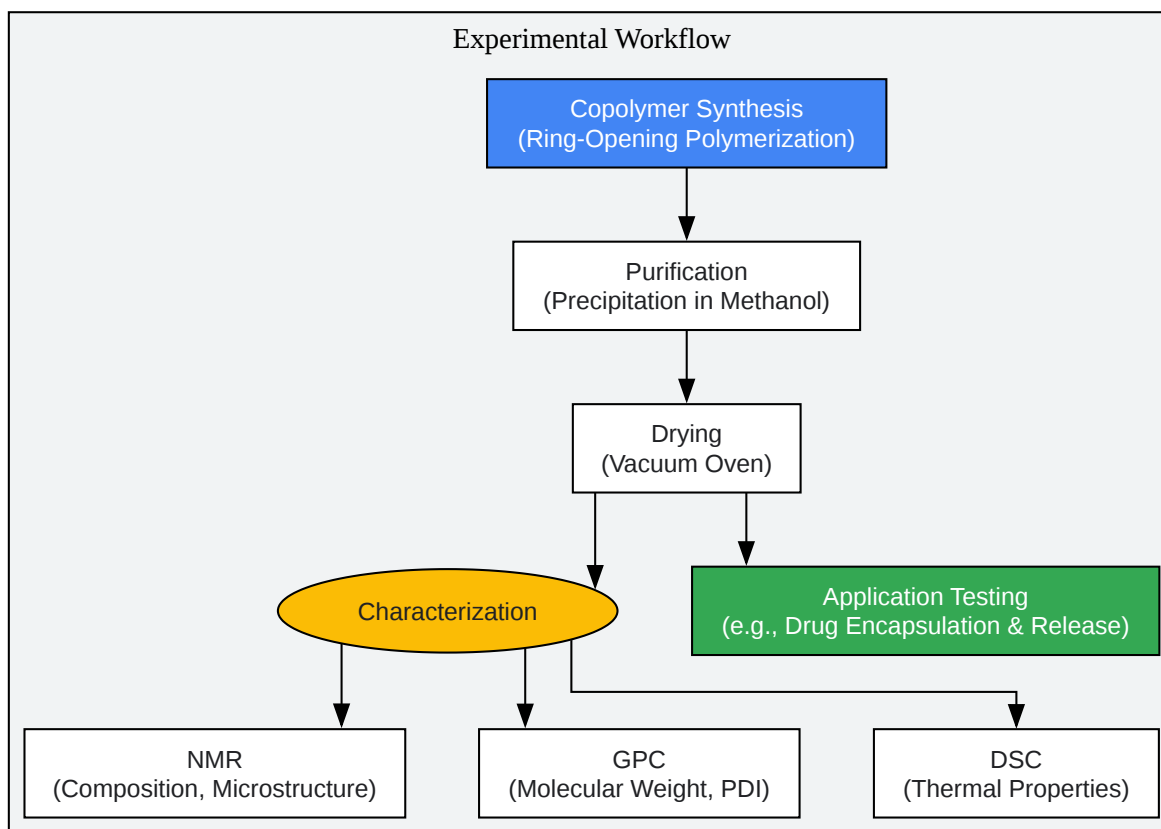 Experimental Workflow
Copolymer Synthesis
(Ring-Opening Polymerization)
Purification
(Precipitation in Methanol)
Drying
(Vacuum Oven)
Characterization
Application Testing
(e.g., Drug Encapsulation & Release)
NMR
(Composition, Microstructure)
GPC
(Molecular Weight, PDI)
DSC
(Thermal Properties)